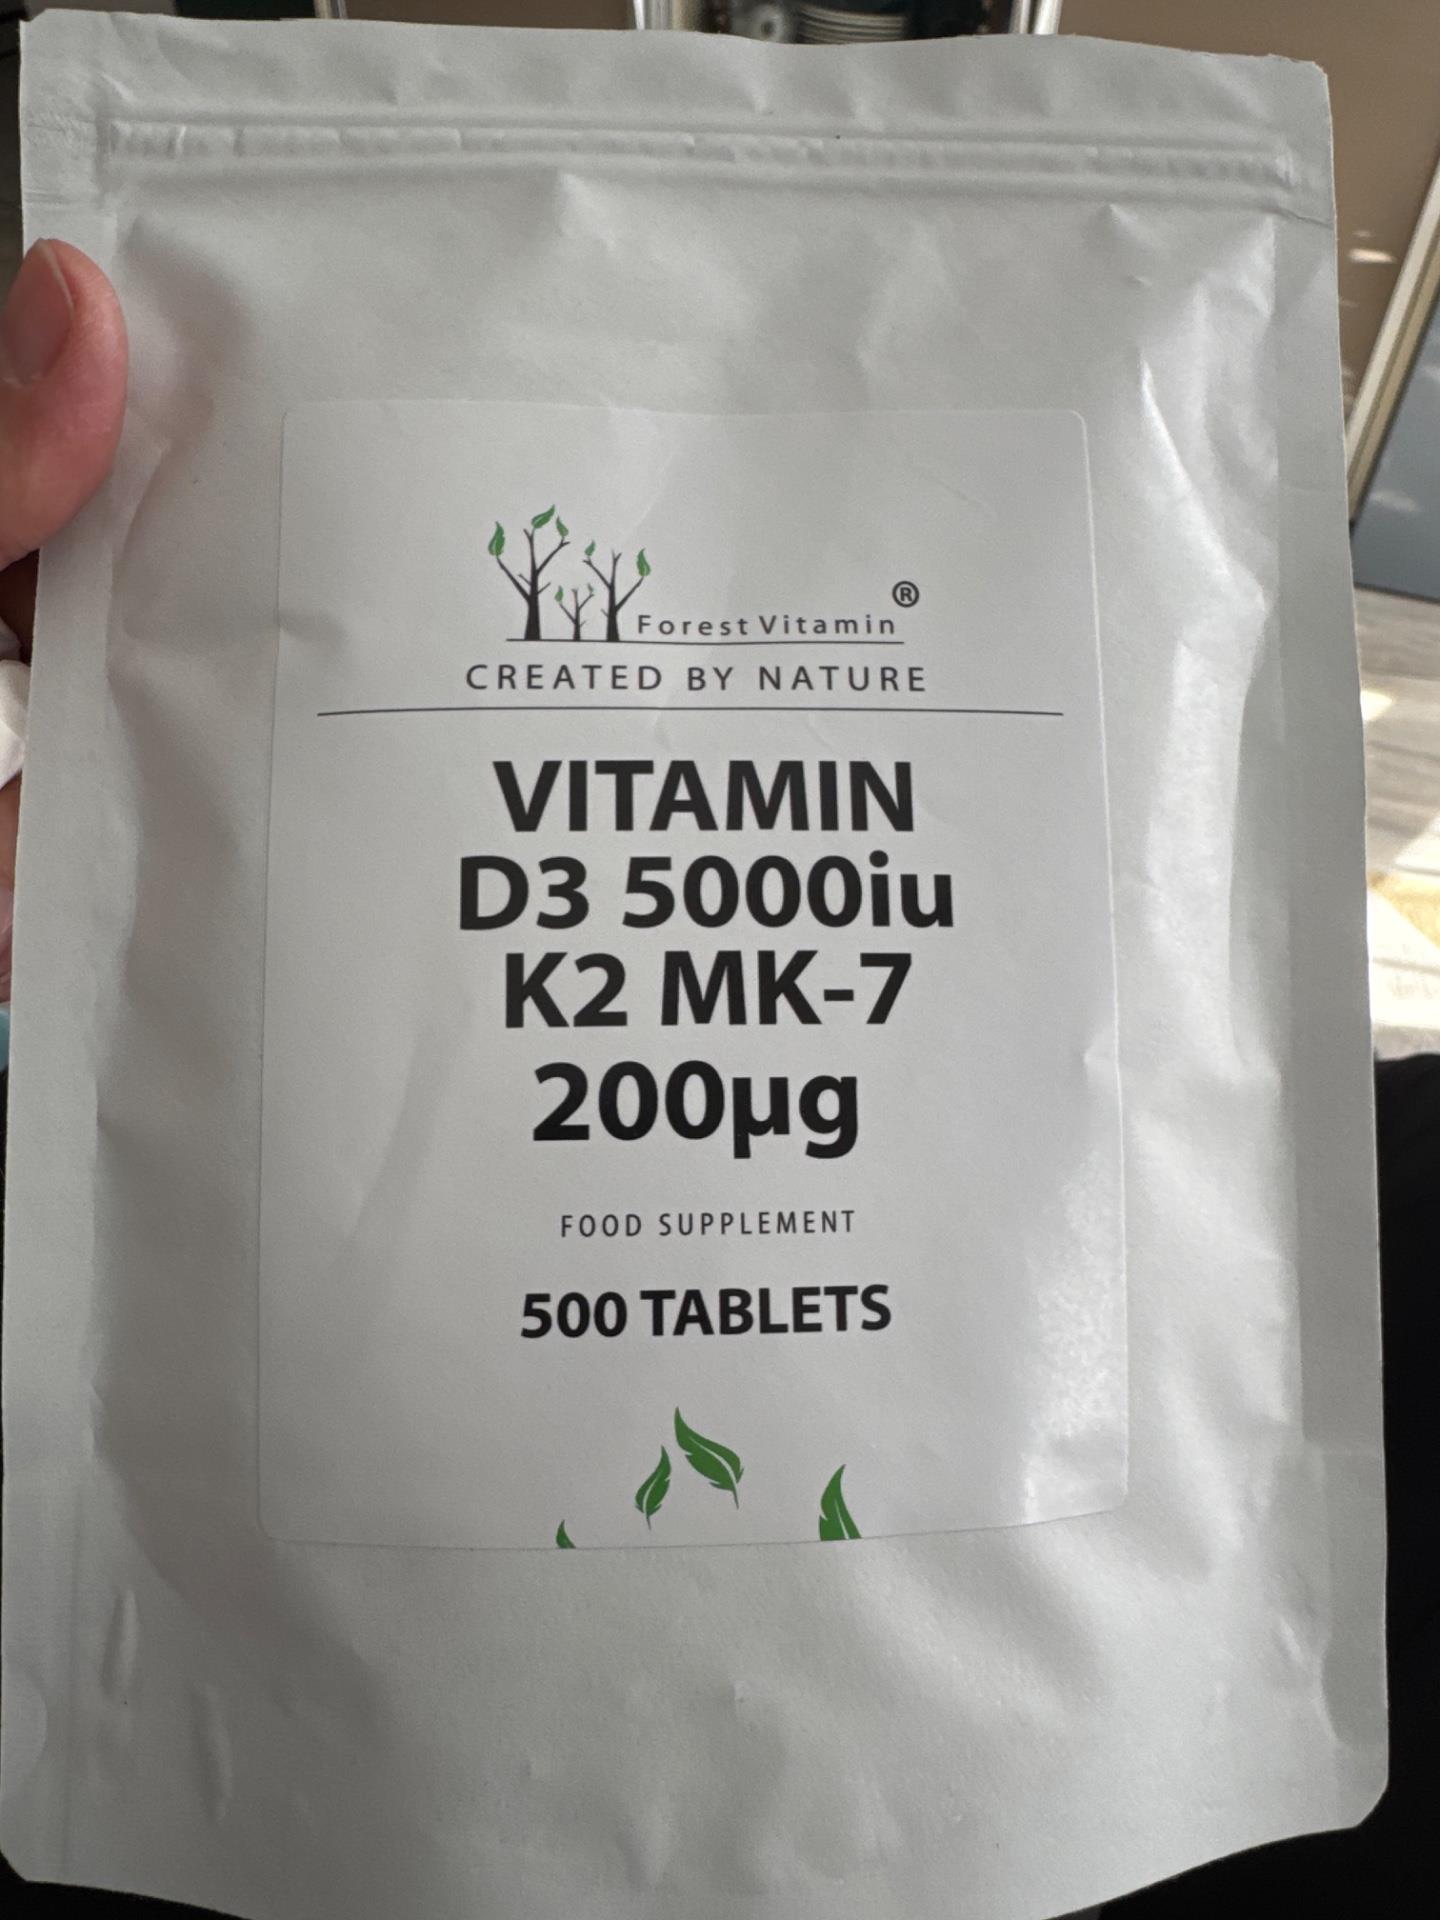 Forest Vitamin ®
CREATED BY NATURE
VITAMIN
D3 5000iu
K2 MK-7
200µg
FOOD SUPPLEMENT
500 TABLETS